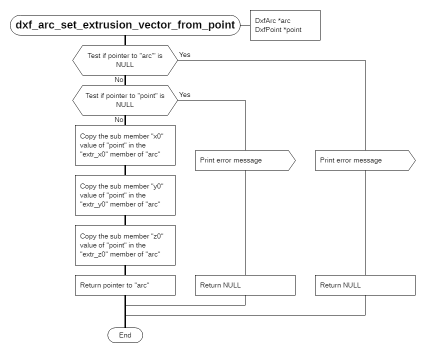 dxf_arc_set_extrusion_vector_from_point
DxfArc *arc
DxfPoint *point
Test if pointer to "arc" is
NULL
Yes
No
Test if pointer to "point" is
NULL
Yes
No
Copy the sub member "x0"
value of "point" in the
"extr_x0" member of "arc"
Print error message
Print error message
Copy the sub member "y0"
value of "point" in the
"extr_y0" member of "arc"
Copy the sub member "z0"
value of "point" in the
"extr_z0" member of "arc"
Return pointer to "arc"
Return NULL
Return NULL
End